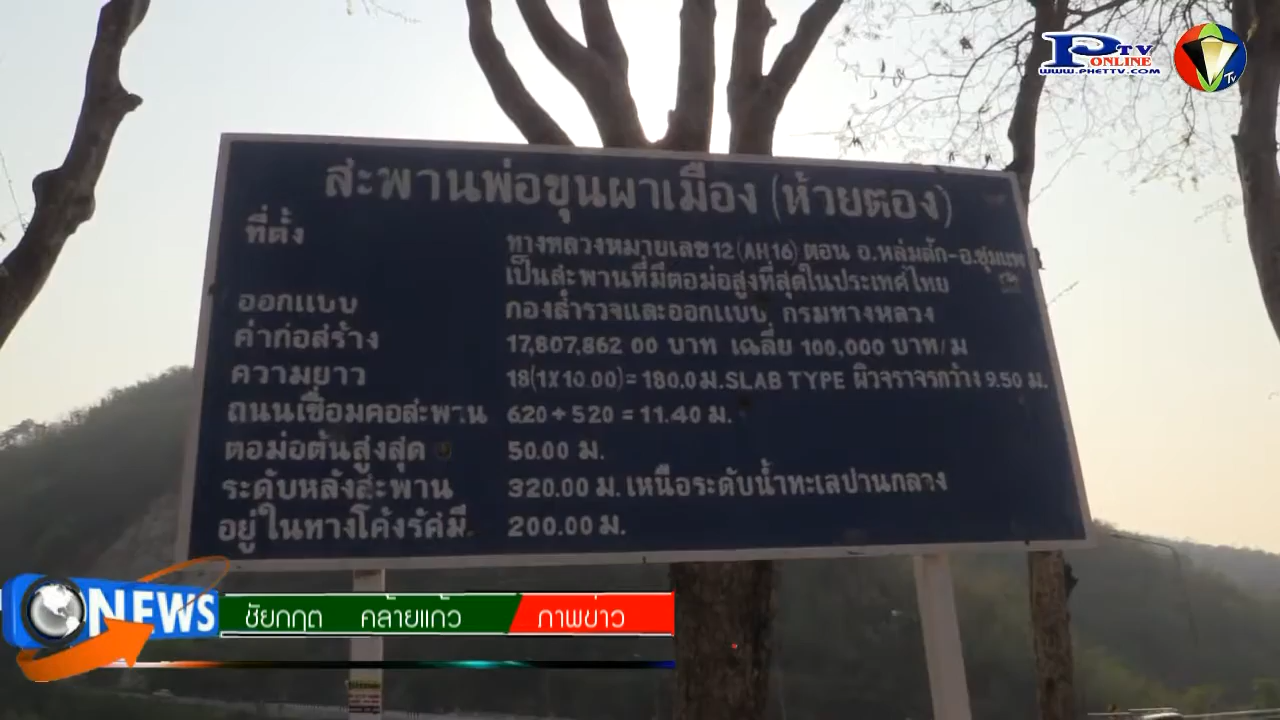 PTV
ONLINE
WWW.PHETTV.COM
TV
สะพานพ่อขุนผาเมือง (ห้วยตอง)
ที่ตั้ง ทางหลวงหมายเลข 12 (AH16) ตอน อ.หล่มสัก-อ.ชุมแพ
เป็นสะพานที่มีตอม่อสูงที่สุดในประเทศไทย
ออกแบบ กองสำรวจและออกแบบ กรมทางหลวง
ค่าก่อสร้าง 17,807,862 00 บาท เฉลี่ย 100,000 บาท/ม
ความยาว 18(1X10.00)=180.0 ม. SLAB TYPE ผิวจราจรกว้าง 9.50 ม.
ถนนเชื่อมคอสะพาน 6.20 + 5.20 = 11.40 ม.
ตอม่อต้นสูงสุด 50.00 ม.
ระดับหลังสะพาน 320.00 ม. เหนือระดับน้ำทะเลปานกลาง
อยู่ในทางโค้งรัศมี 200.00 ม.
NEWS ชัยกฤต คล้ายแก้ว ภาพข่าว